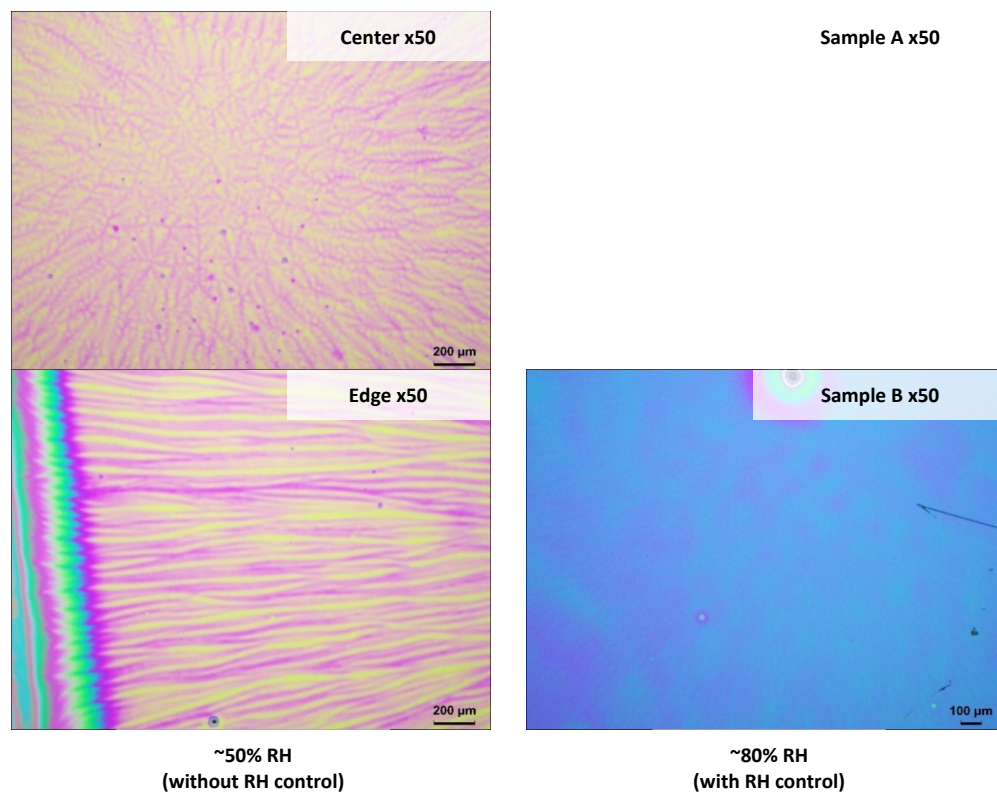 Center x50
Sample A x50
200 µm
Edge x50
Sample B x50
200 µm
100 µm
~50% RH
(without RH control)
~80% RH
(with RH control)